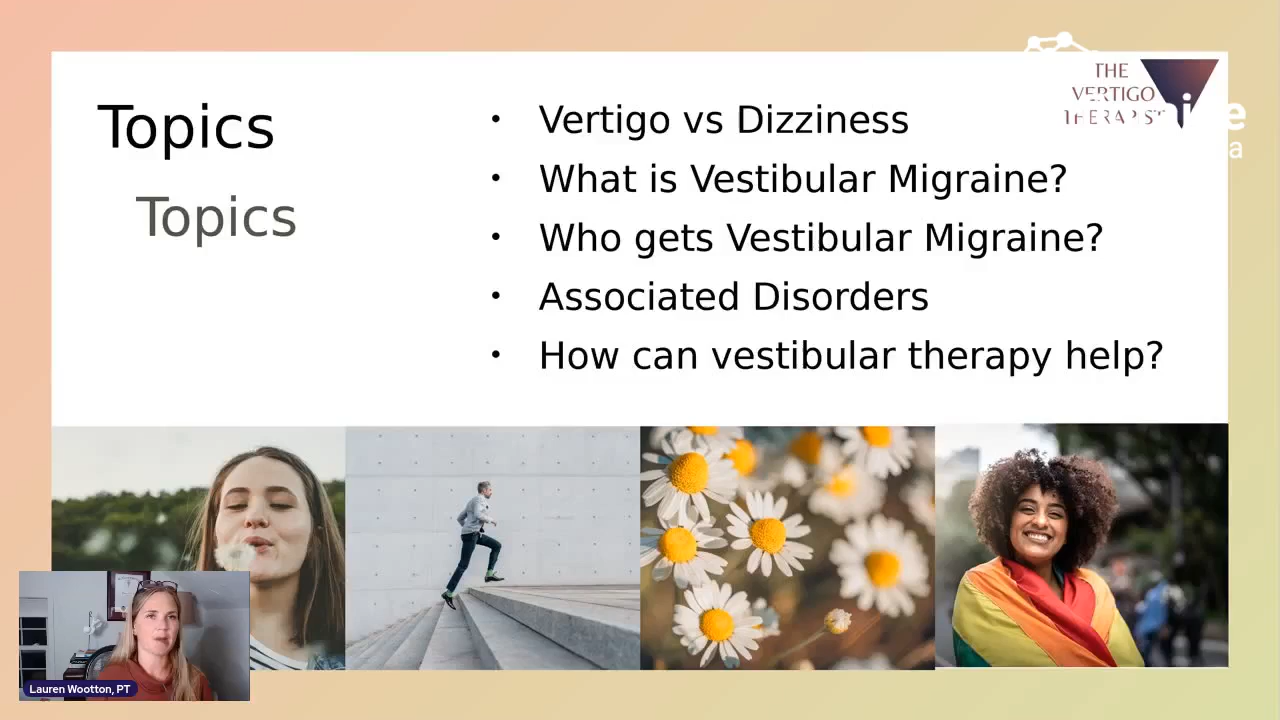 Topics
Topics
• Vertigo vs Dizziness
• What is Vestibular Migraine?
• Who gets Vestibular Migraine?
• Associated Disorders
• How can vestibular therapy help?
THE
VERTIGO
THERAPIST
Lauren Wootton, PT